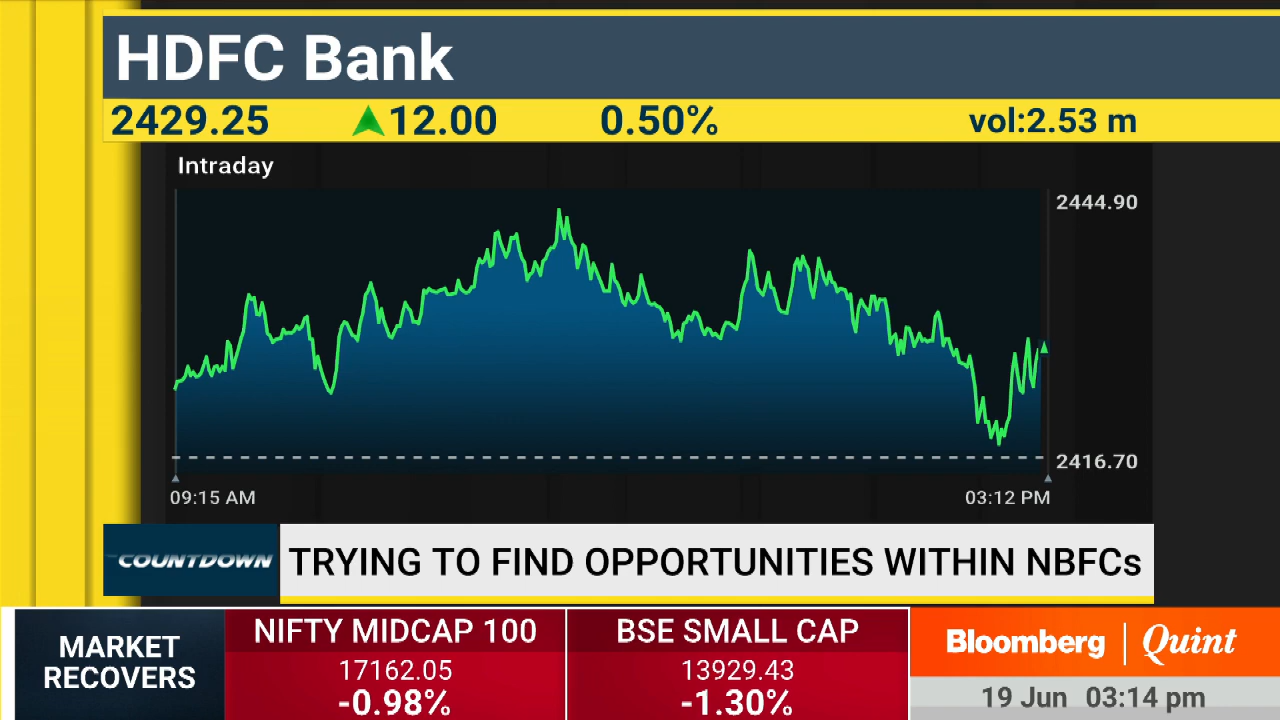 HDFC Bank
2429.25 12.00 0.50% vol:2.53 m
Intraday
2444.90
2416.70
09:15 AM 03:12 PM
COUNTDOWN TRYING TO FIND OPPORTUNITIES WITHIN NBFCs
MARKET
RECOVERS
NIFTY MIDCAP 100
17162.05
-0.98%
BSE SMALL CAP
13929.43
-1.30%
Bloomberg | Quint
19 Jun 03:14 pm